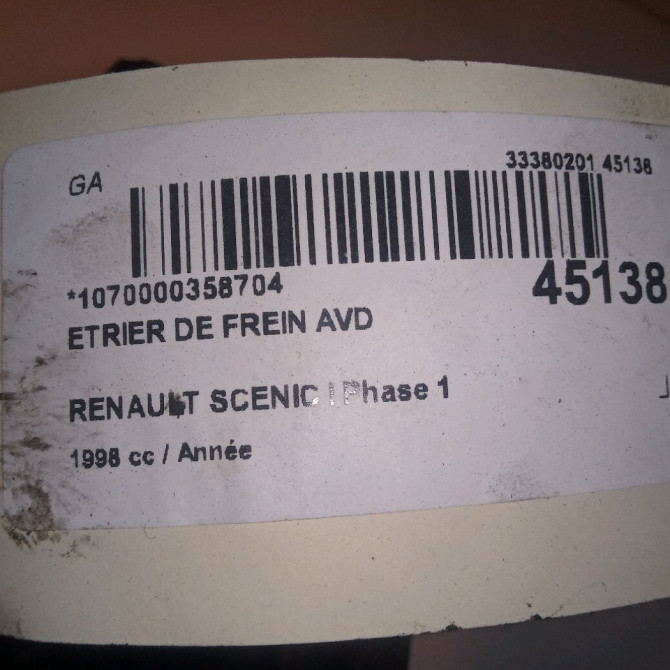 GA
33380201 45138
*1070000358704
45138
ETRIER DE FREIN AVD
RENAULT SCENIC I Phase 1
1998 cc / Année